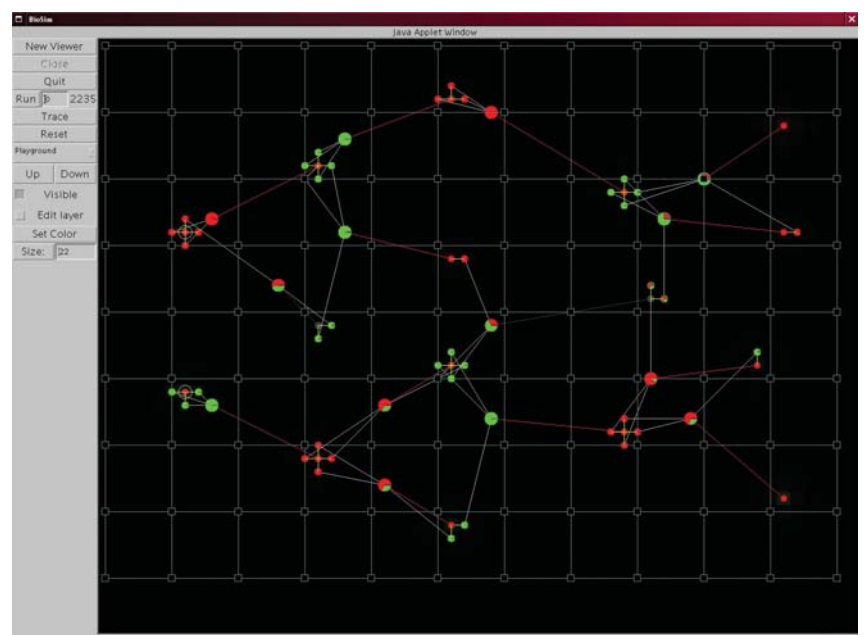 BioSim
Java Applet Window
New Viewer
Close
Quit
Run 2235
Trace
Reset
Playground
Up Down
Visible
Edit layer
Set Color
Size: 22